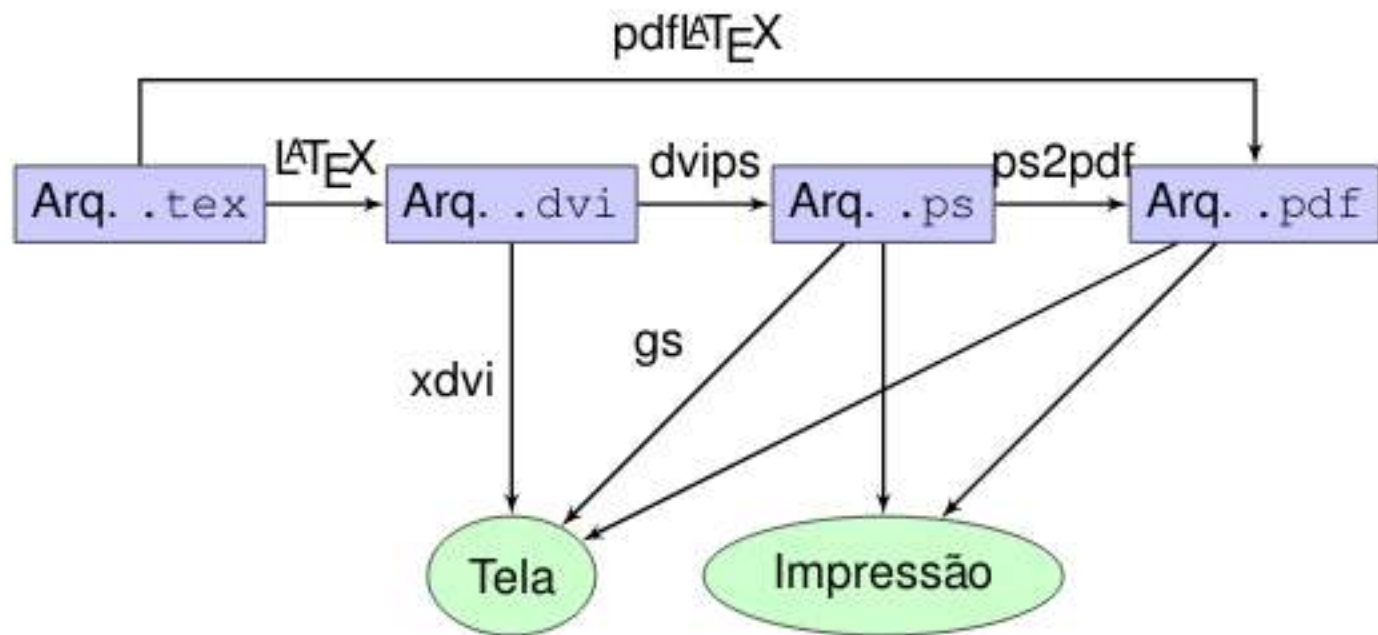 pdfLATEX
LATEX
dvips
ps2pdf
Arq. .tex
Arq. .dvi
Arq. .ps
Arq. .pdf
xdvi
gs
Tela
Impressão